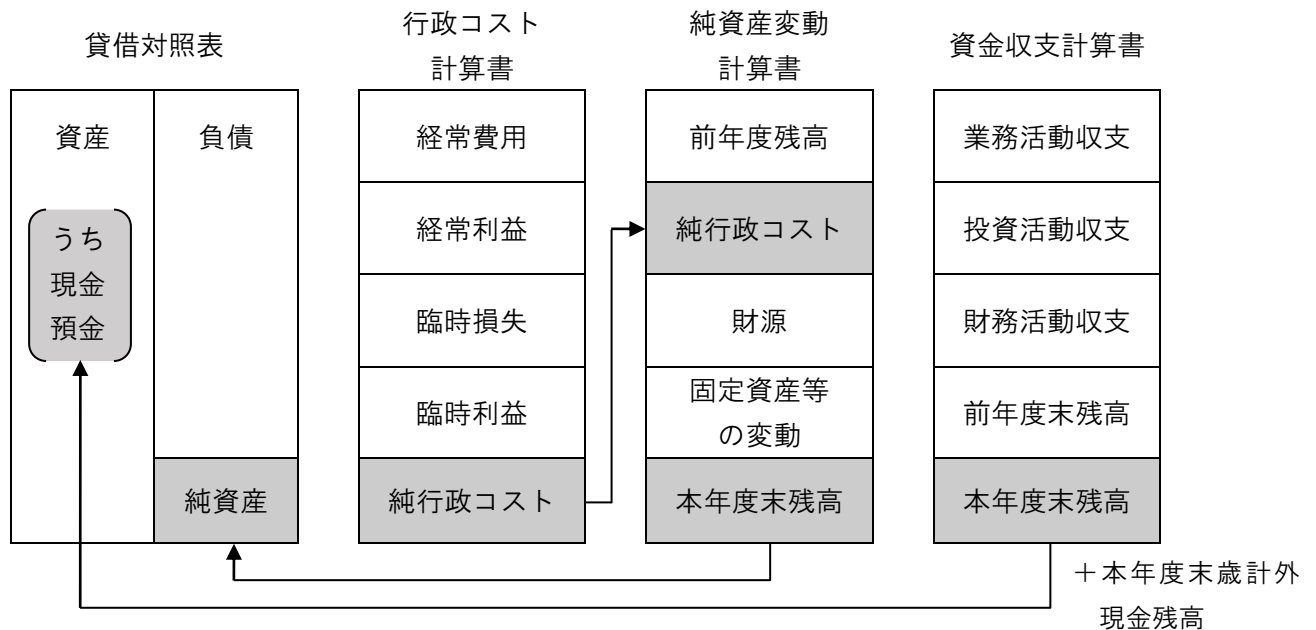 貸借対照表
資産
うち
現金
預金
負債
純資産
行政コスト
計算書
経常費用
経常利益
臨時損失
臨時利益
純行政コスト
純資産変動
計算書
前年度残高
純行政コスト
財源
固定資産等
の変動
本年度末残高
資金収支計算書
業務活動収支
投資活動収支
財務活動収支
前年度末残高
本年度末残高
＋本年度末歳計外
現金残高